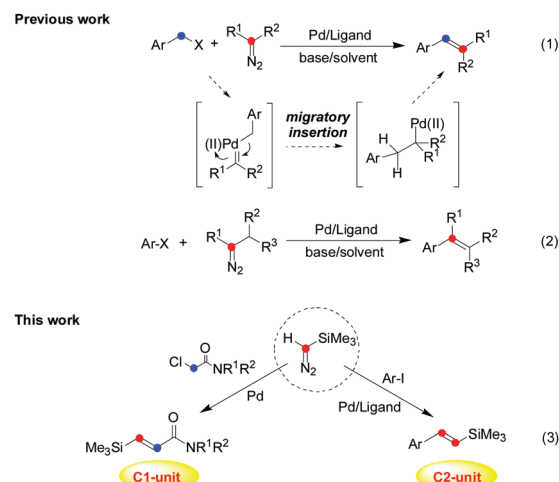 Previous work
Ar X + R¹ R² N₂ Pd/Ligand base/solvent Ar R¹ R² (1)
Ar (II)Pd R¹ R² migratory insertion Pd(II) H Ar H R² R¹
Ar-X + R¹ R² R³ N₂ Pd/Ligand base/solvent Ar R¹ R² R³ (2)
This work
H SiMe₃ N₂
Cl O NR¹R² Pd
Ar-I Pd/Ligand
Me₃Si O NR¹R² Ar SiMe₃ (3)
C1-unit C2-unit